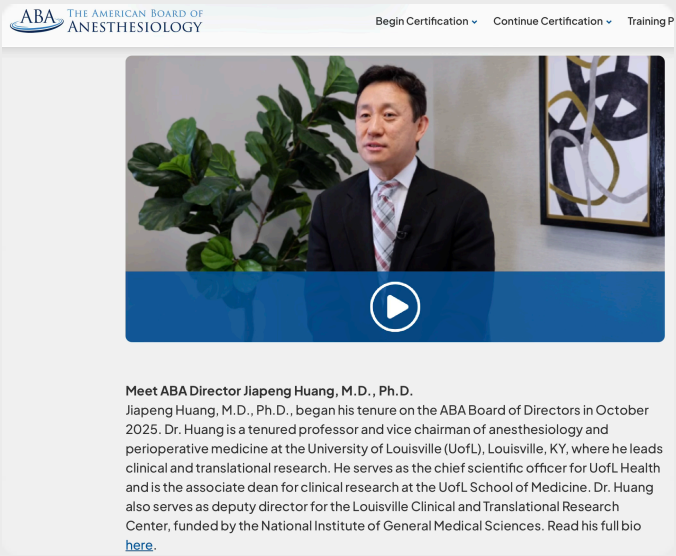 ABA THE AMERICAN BOARD OF
ANESTHESIOLOGY
Begin Certification Continue Certification Training P
Meet ABA Director Jiapeng Huang, M.D., Ph.D.
Jiapeng Huang, M.D., Ph.D., began his tenure on the ABA Board of Directors in October
2025. Dr. Huang is a tenured professor and vice chairman of anesthesiology and
perioperative medicine at the University of Louisville (UofL), Louisville, KY, where he leads
clinical and translational research. He serves as the chief scientific officer for UofL Health
and is the associate dean for clinical research at the UofL School of Medicine. Dr. Huang
also serves as deputy director for the Louisville Clinical and Translational Research
Center, funded by the National Institute of General Medical Sciences. Read his full bio
here.